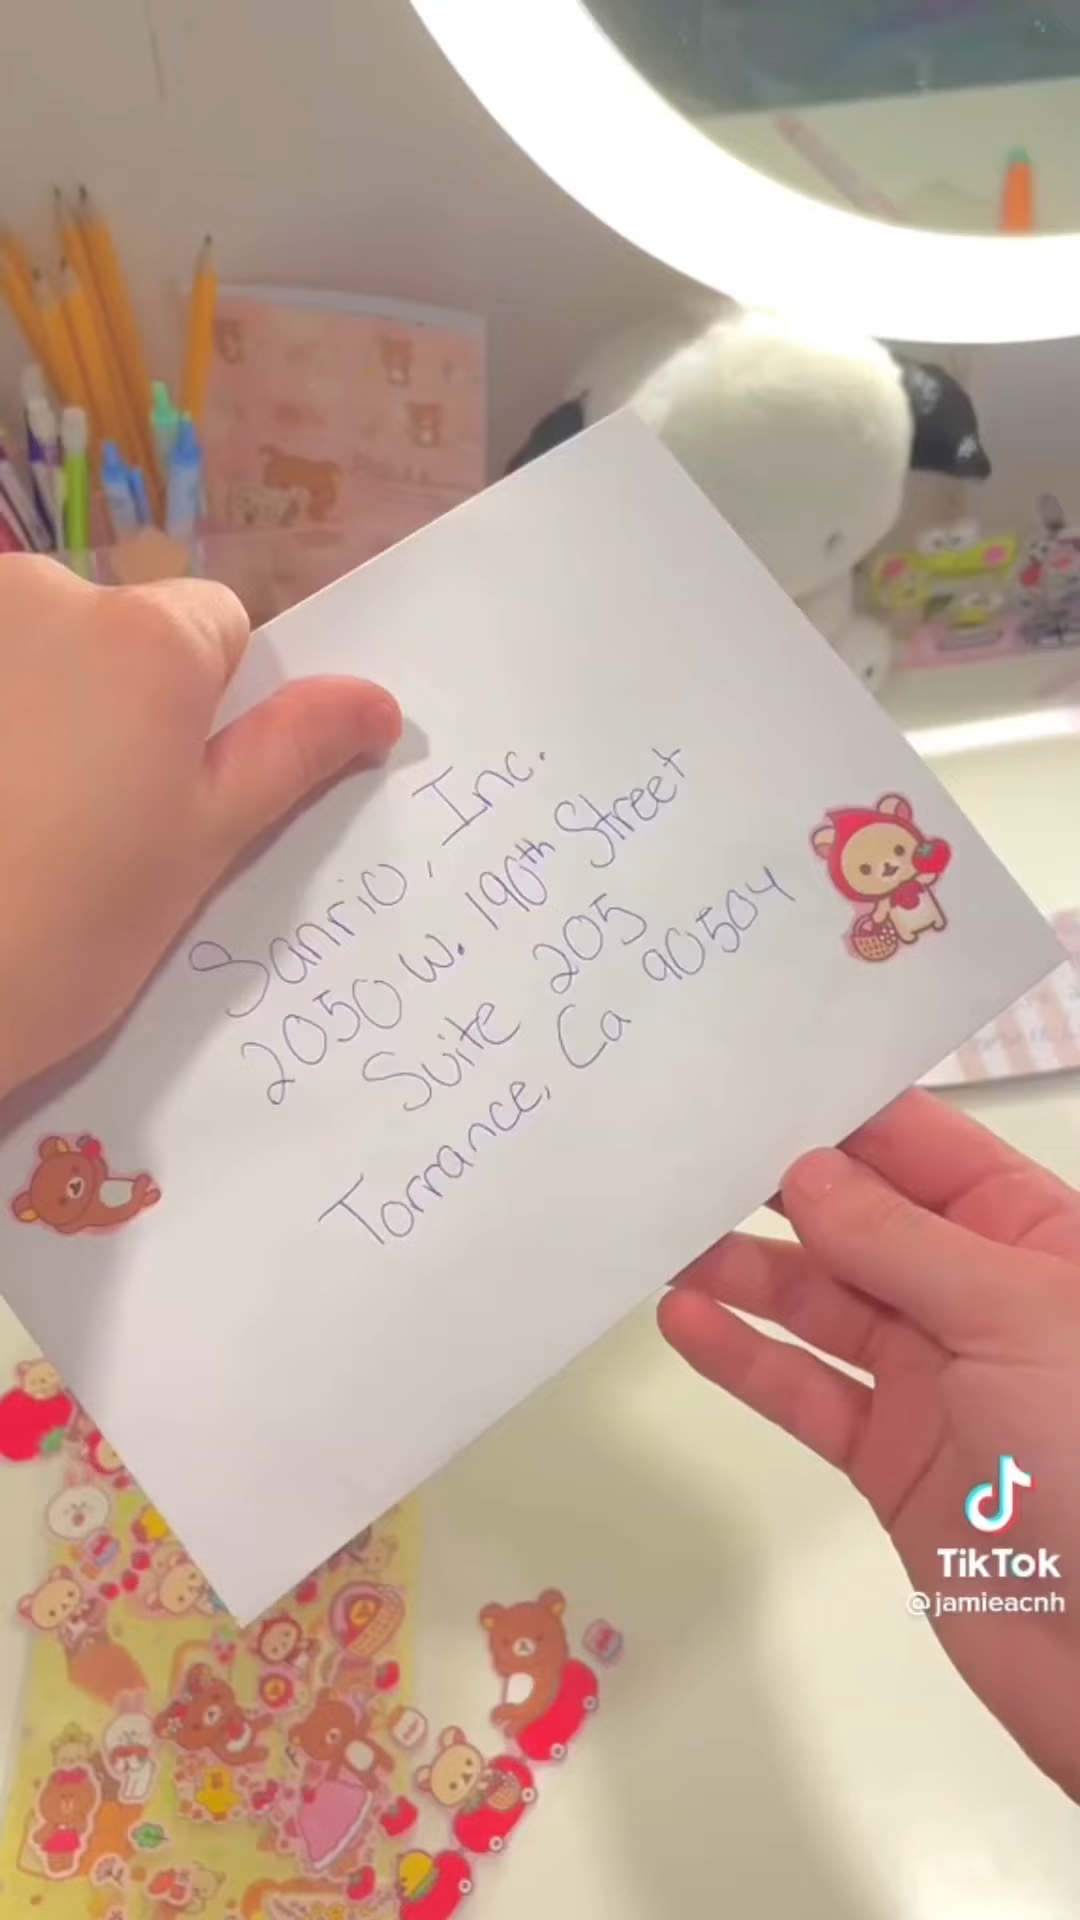 Sanrio, Inc.
2050 W. 190th Street
Suite 205
Torrance, Ca 90504
TikTok
@jamieacnh